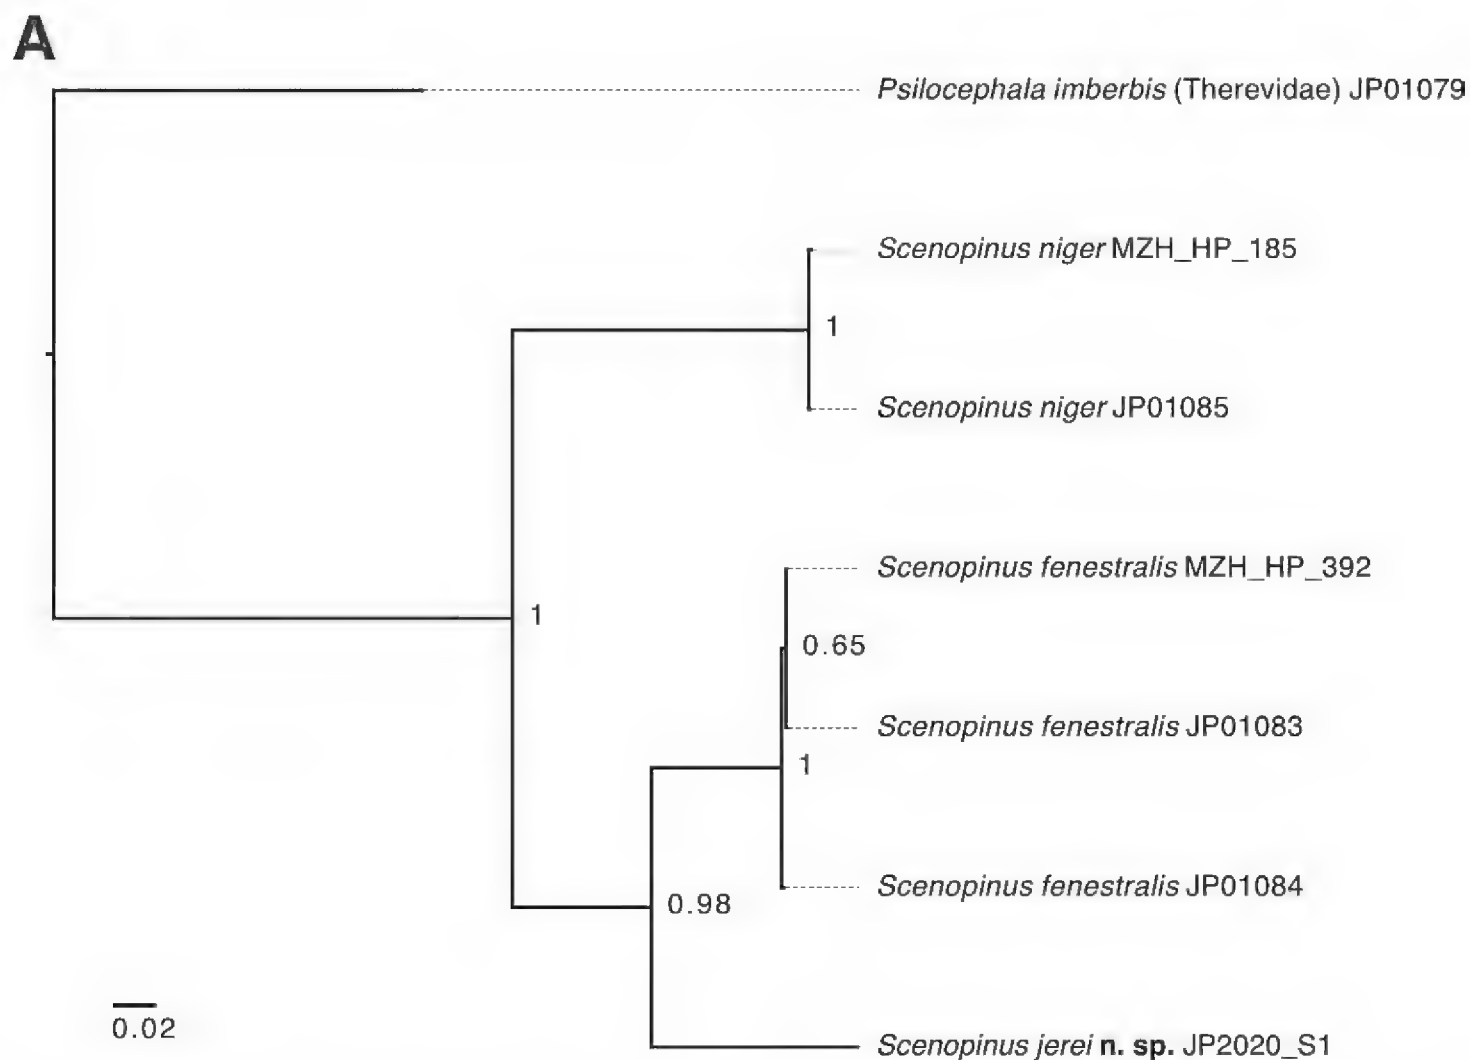 A
Psilocephala imberbis (Therevidae) JP01079
Scenopinus niger MZH_HP_185
1
Scenopinus niger JP01085
Scenopinus fenestralis MZH_HP_392
1
0.65
Scenopinus fenestralis JP01083
1
Scenopinus fenestralis JP01084
0.98
0.02
Scenopinus jerei n. sp. JP2020_S1